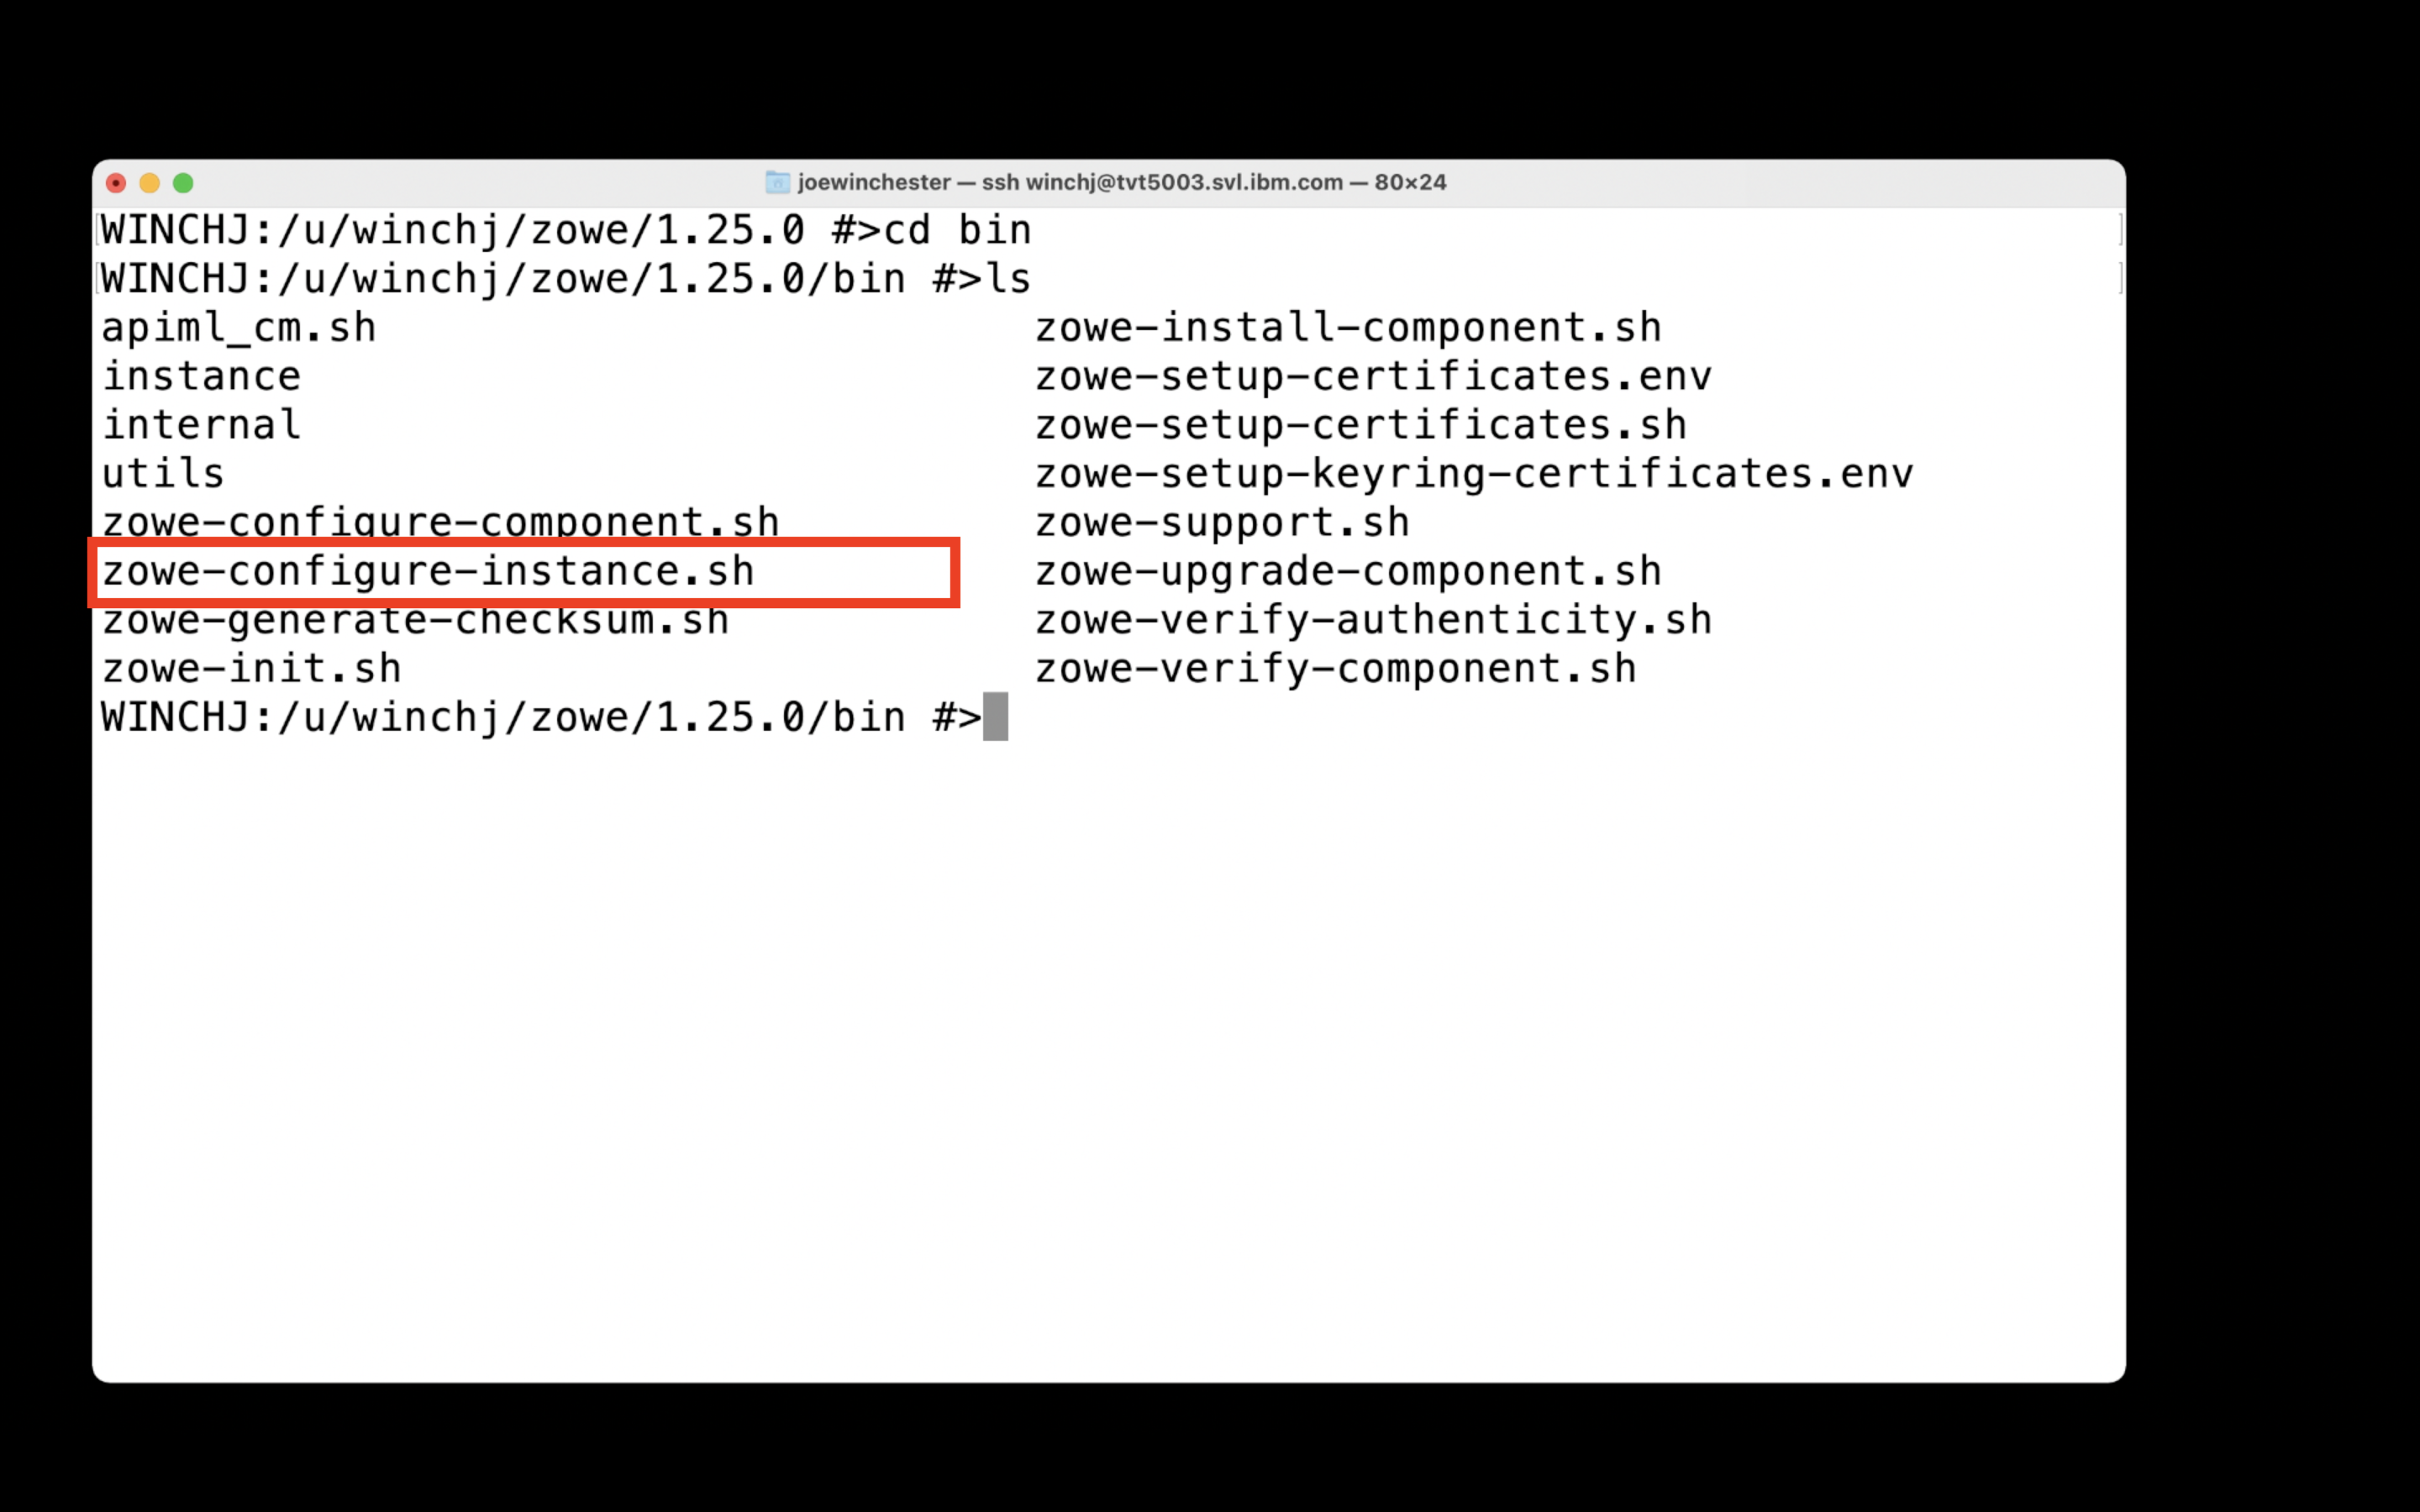 joewinchester — ssh winchj@tvt5003.svl.ibm.com — 80×24
WINCHJ:/u/winchj/zowe/1.25.0 #>cd bin
WINCHJ:/u/winchj/zowe/1.25.0/bin #>ls
apiml_cm.sh zowe-install-component.sh
instance zowe-setup-certificates.env
internal zowe-setup-certificates.sh
utils zowe-setup-keyring-certificates.env
zowe-configure-component.sh zowe-support.sh
zowe-configure-instance.sh zowe-upgrade-component.sh
zowe-generate-checksum.sh zowe-verify-authenticity.sh
zowe-init.sh zowe-verify-component.sh
WINCHJ:/u/winchj/zowe/1.25.0/bin #>